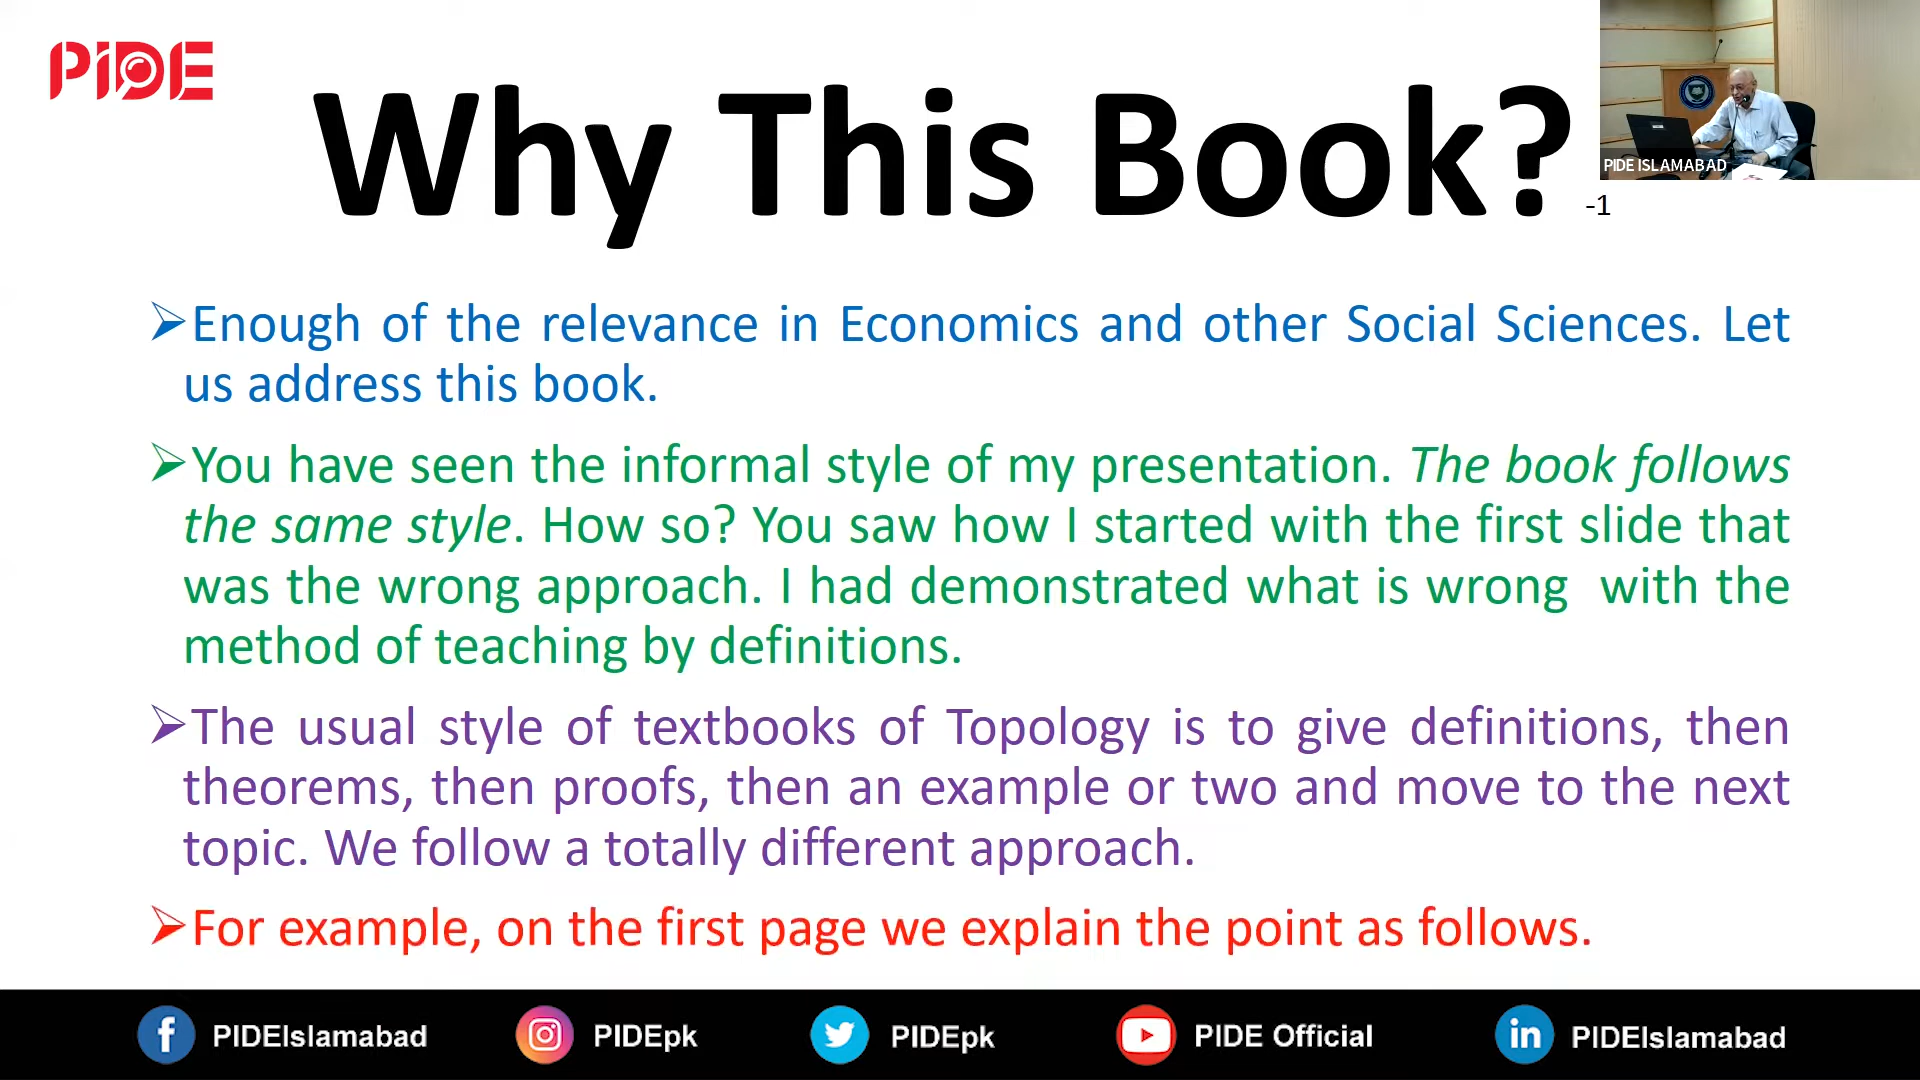 PIDE
Why This Book?
-1
PIDE ISLAMABAD
➢Enough of the relevance in Economics and other Social Sciences. Let
us address this book.
➢You have seen the informal style of my presentation. The book follows
the same style. How so? You saw how I started with the first slide that
was the wrong approach. I had demonstrated what is wrong  with the
method of teaching by definitions.
➢The usual style of textbooks of Topology is to give definitions, then
theorems, then proofs, then an example or two and move to the next
topic. We follow a totally different approach.
➢For example, on the first page we explain the point as follows.
PIDEIslamabad
PIDEpk
PIDEpk
PIDE Official
PIDEIslamabad